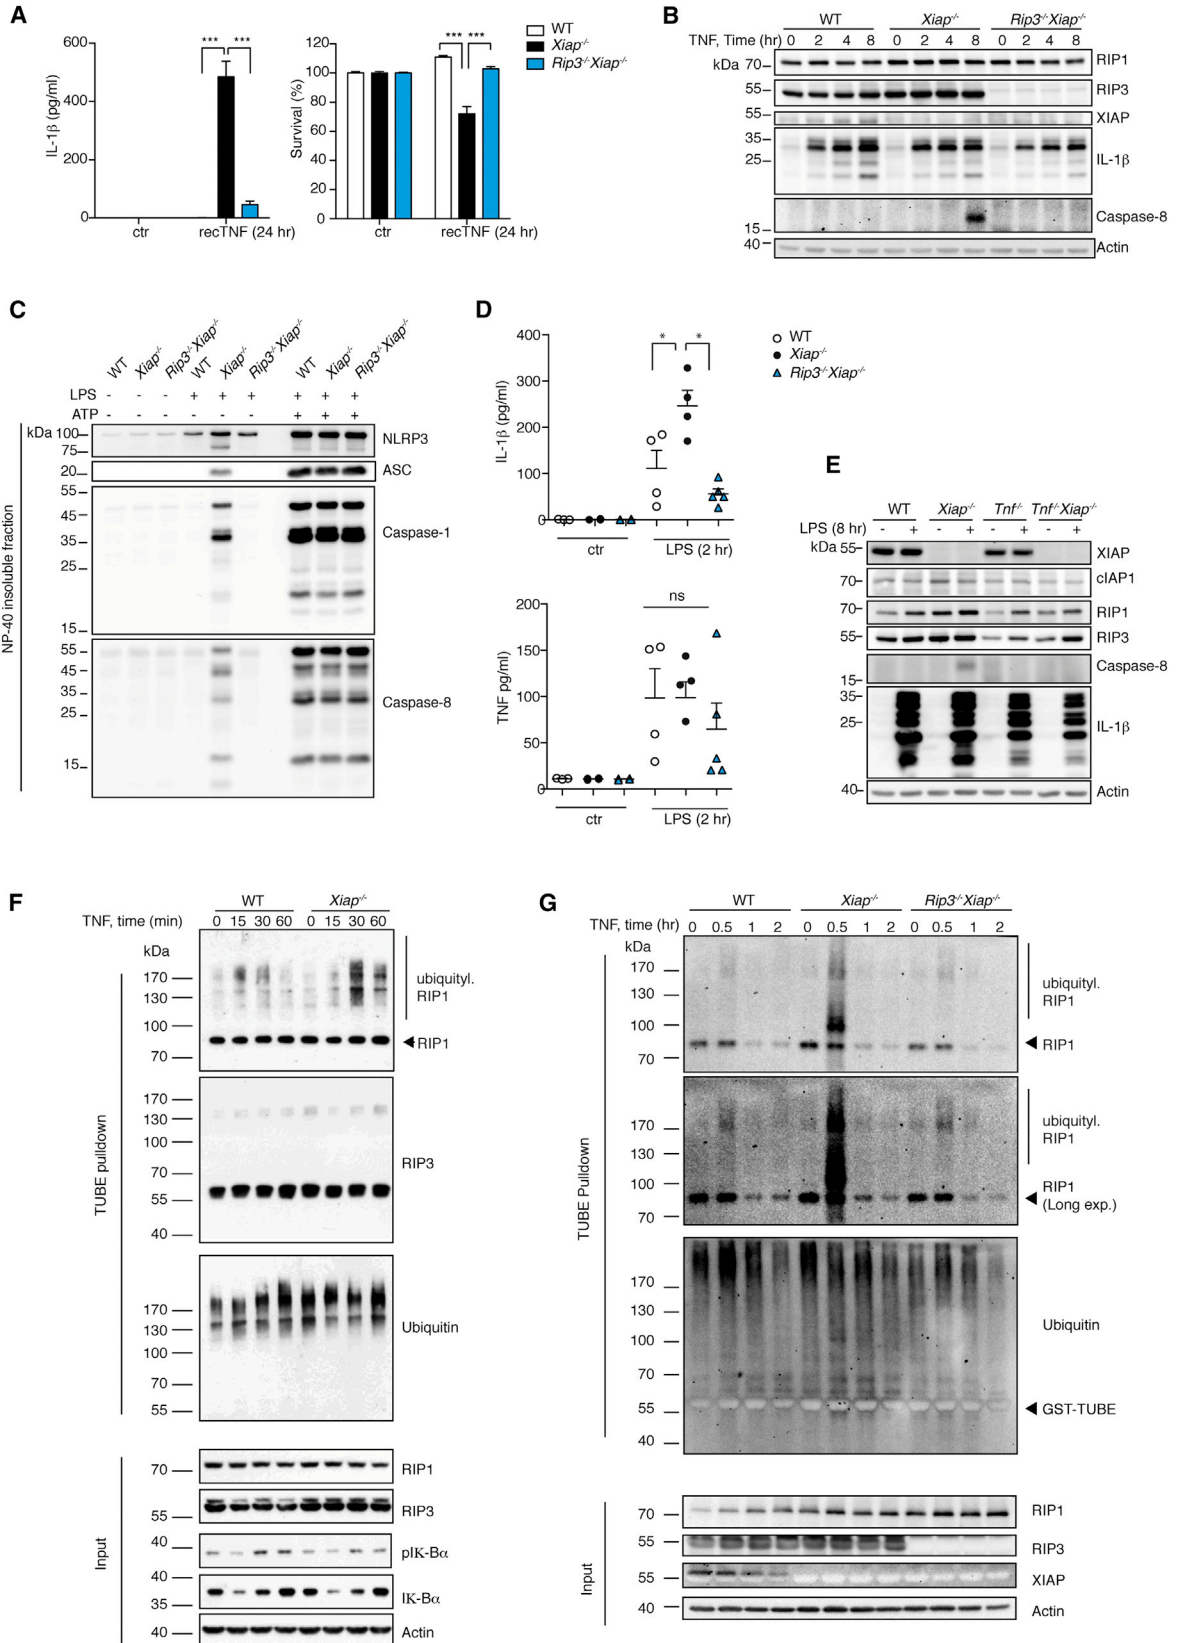 A
IL-1β (pg/ml)
600
400
200
0
*** ***
ctr
recTNF (24 hr)
Survival (%)
120
100
80
60
40
20
0
*** ***
ctr
recTNF (24 hr)
WT
Xiap-/-
Rip3-/-Xiap-/-
B
WT Xiap-/- Rip3-/-Xiap-/-
TNF, Time (hr) 0 2 4 8 0 2 4 8 0 2 4 8
kDa 70 RIP1
55 RIP3
55 XIAP
35
25 IL-1β
Caspase-8
15
40 Actin
C
WT Xiap-/- Rip3-/-Xiap-/- WT Xiap-/- Rip3-/-Xiap-/- WT Xiap-/- Rip3-/-Xiap-/-
LPS - - - + + + + + +
ATP - - - - - - + + +
NP-40 insoluble fraction
kDa 100 NLRP3
75
20 ASC
55
45
35 Caspase-1
25
15
55
45
35 Caspase-8
25
15
D
IL-1β (pg/ml)
400
300
200
100
0
* *
ctr
LPS (2 hr)
WT
Xiap-/-
Rip3-/-Xiap-/-
TNF pg/ml)
200
150
100
50
0
ns
ctr
LPS (2 hr)
E
WT Xiap-/- Tnf-/- Tnf-/-Xiap-/-
LPS (8 hr) - + - + - + - +
kDa 55 XIAP
70 cIAP1
70 RIP1
55 RIP3
Caspase-8
15
35
25 IL-1β
40 Actin
F
WT Xiap-/-
TNF, time (min) 0 15 30 60 0 15 30 60
kDa
TUBE pulldown
170 ubiquityl.
130 RIP1
100
RIP1
70
170
130
100
70 RIP3
55
40
170
130 Ubiquitin
100
70
55
Input
70 RIP1
55 RIP3
40 pIK-Bα
40
35 IK-Bα
40 Actin
G
WT Xiap-/- Rip3-/-Xiap-/-
TNF, time (hr) 0 0.5 1 2 0 0.5 1 2 0 0.5 1 2
kDa
TUBE Pulldown
170 ubiquityl.
130 RIP1
100
RIP1
70
170 ubiquityl.
RIP1
130
100 RIP1
(Long exp.)
70
170
130 Ubiquitin
100
70
55 GST-TUBE
40
Input
70 RIP1
55 RIP3
55 XIAP
40 Actin